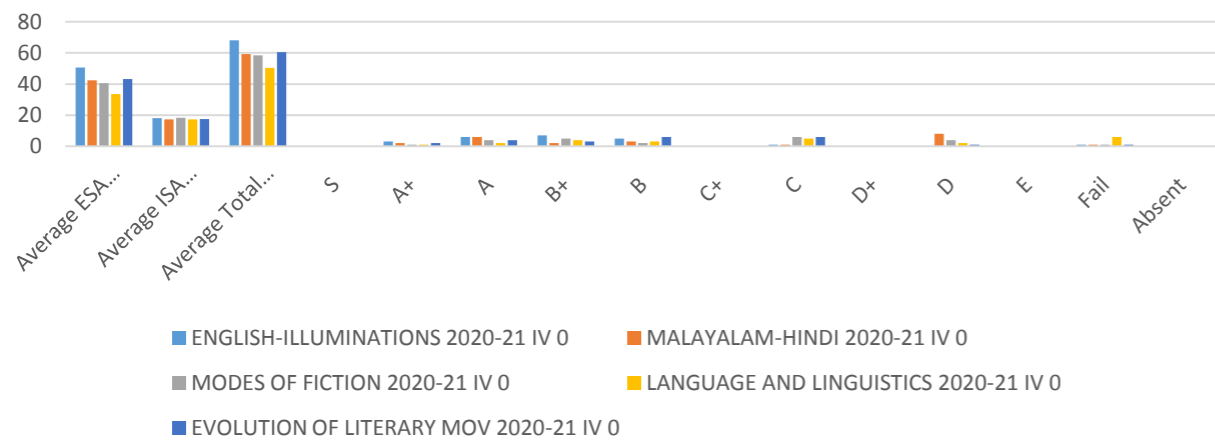 80
60
40
20
0
Average ESA...
Average ISA...
Average Total...
S
A+
A
B+
B
C+
C
D+
D
E
Fail
Absent
ENGLISH-ILLUMINATIONS 2020-21 IV 0
MALAYALAM-HINDI 2020-21 IV 0
MODES OF FICTION 2020-21 IV 0
LANGUAGE AND LINGUISTICS 2020-21 IV 0
EVOLUTION OF LITERARY MOV 2020-21 IV 0